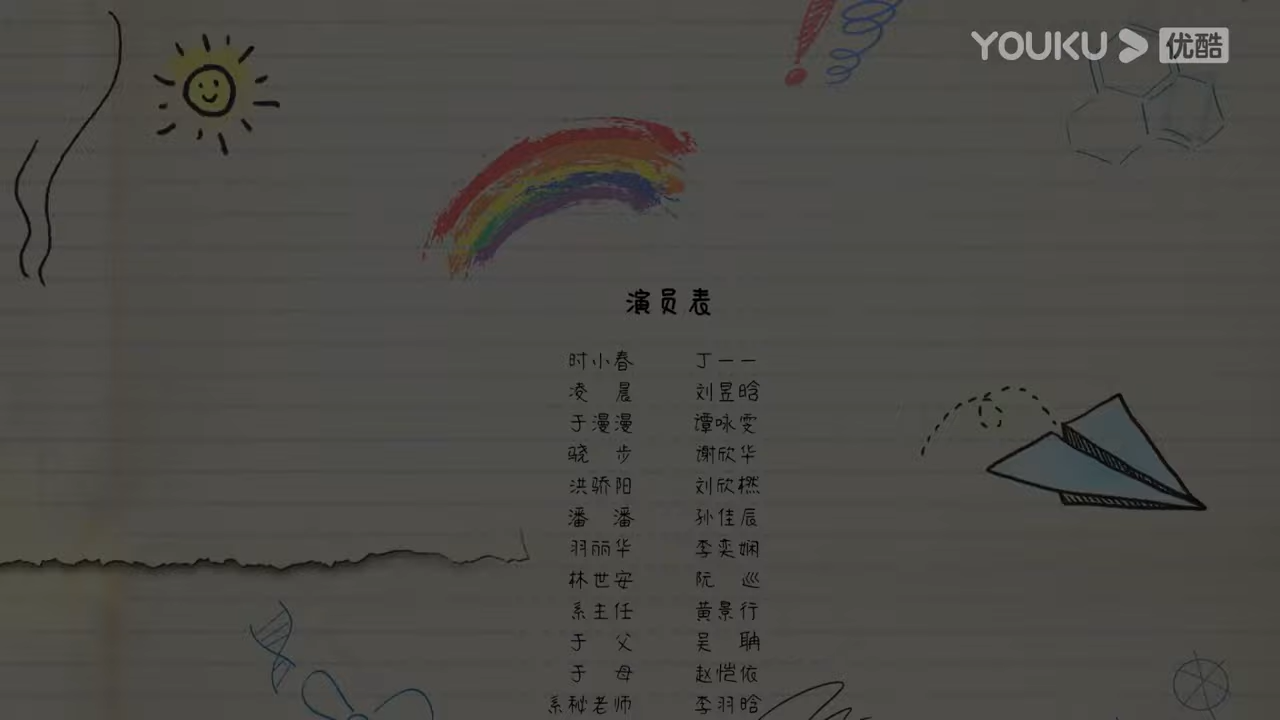 YOUKU 优酷
演员表
时小春 丁一一
凌晨 刘昱晗
于漫漫 谭咏雯
骁步 谢欣华
洪骄阳 刘欣橪
潘潘 孙佳辰
羽丽华 李奕娴
林世安 阮巡
系主任 黄景行
于父 吴聃
于母 赵恺依
系秘老师 李羽晗